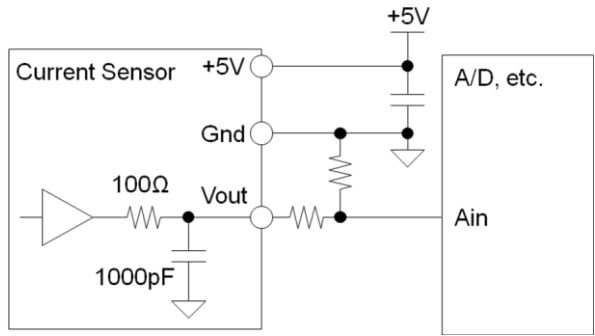 +5V
Current Sensor
+5V
A/D, etc.
Gnd
100Ω
Vout
Ain
1000pF